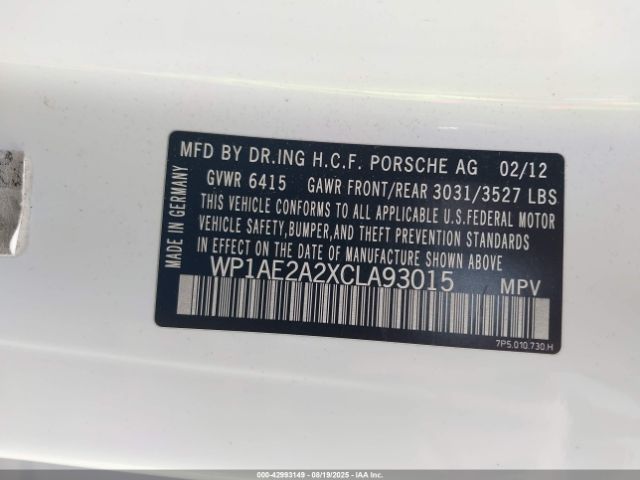 MFD BY DR.ING H.C.F. PORSCHE AG 02/12
GVWR 6415 GAWR FRONT/REAR 3031/3527 LBS
THIS VEHICLE CONFORMS TO ALL APPLICABLE U.S.FEDERAL MOTOR
VEHICLE SAFETY,BUMPER,AND THEFT PREVENTION STANDARDS
IN EFFECT ON THE DATE OF MANUFACTURE SHOWN ABOVE
WP1AE2A2XCLA93015 MPV
MADE IN GERMANY
7P5.010.730.H
000-42993149 - 08/19/2025 - IAA Inc.